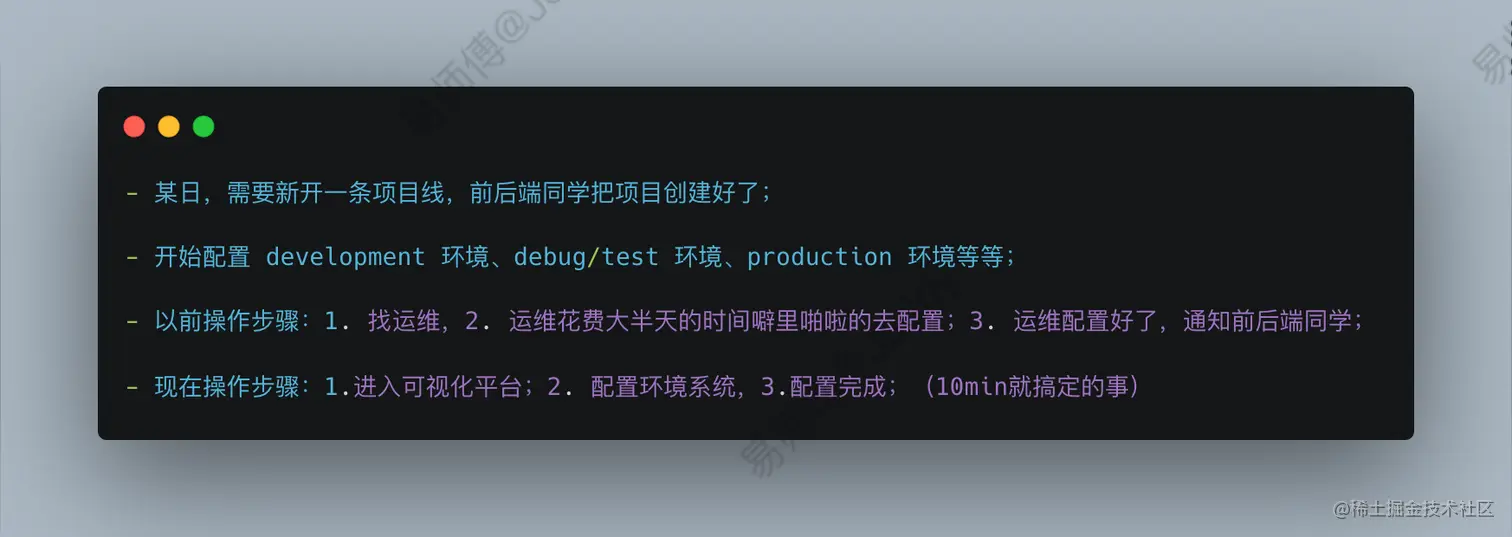 - 某日，需要新开一条项目线，前后端同学把项目创建好了；
- 开始配置 development 环境、debug/test 环境、production 环境等等；
- 以前操作步骤：1. 找运维，2. 运维花费大半天的时间噼里啪啦的去配置；3. 运维配置好了，通知前后端同学；
- 现在操作步骤：1.进入可视化平台；2. 配置环境系统，3.配置完成；（10min就搞定的事）
@稀土掘金技术社区